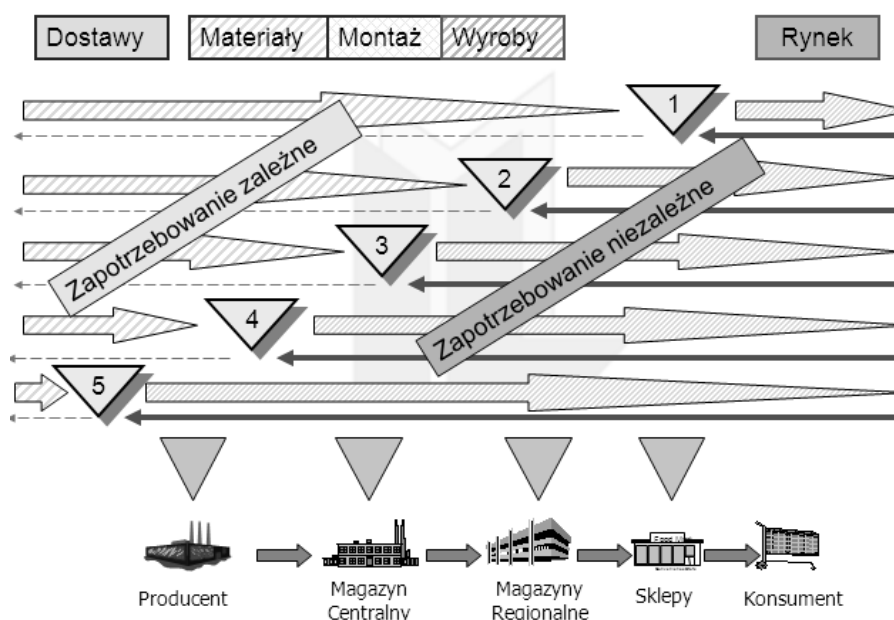 Dostawy
Materiały
Montaż
Wyroby
Rynek
1
2
3
4
5
Zapotrzebowanie zależne
Zapotrzebowanie niezależne
Producent
Magazyn
Centralny
Magazyny
Regionalne
Sklepy
Konsument